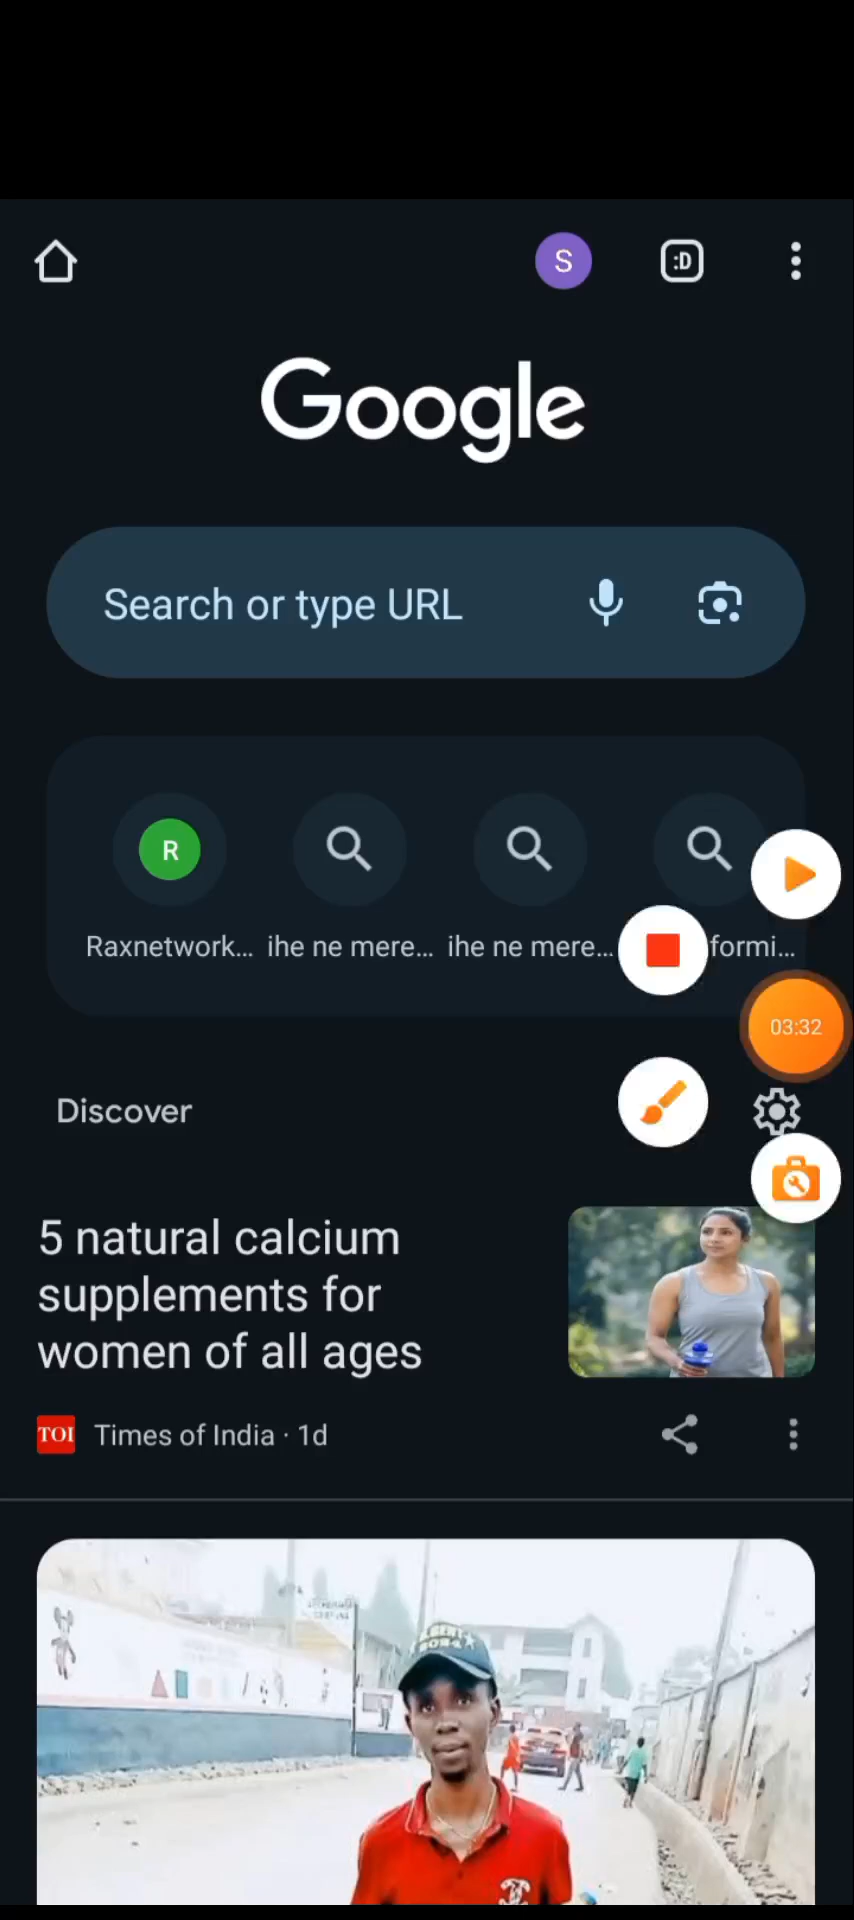 S
:D
Google
Search or type URL
R
Raxnetwork...
ihe ne mere...
ihe ne mere...
formi...
03:32
Discover
5 natural calcium
supplements for
women of all ages
TOI
Times of India · 1d